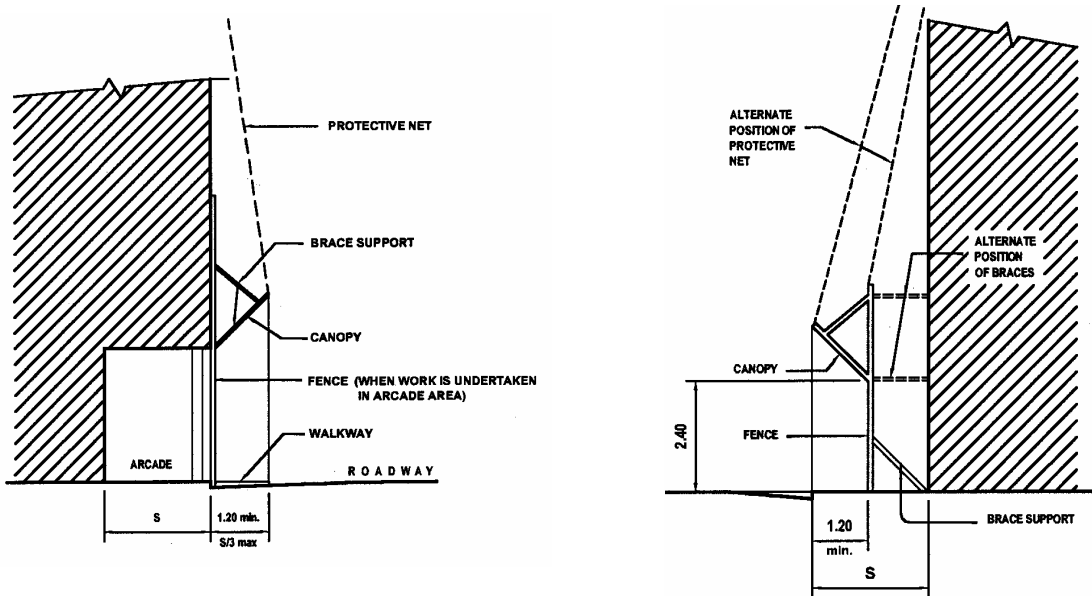 PROTECTIVE NET
BRACE SUPPORT
CANOPY
FENCE (WHEN WORK IS UNDERTAKEN
IN ARCADE AREA)
WALKWAY
ARCADE
ROADWAY
S
1.20 min.
S/3 max
ALTERNATE
POSITION OF
PROTECTIVE
NET
ALTERNATE
POSITION
OF BRACES
CANOPY
2.40
FENCE
BRACE SUPPORT
1.20
min.
S